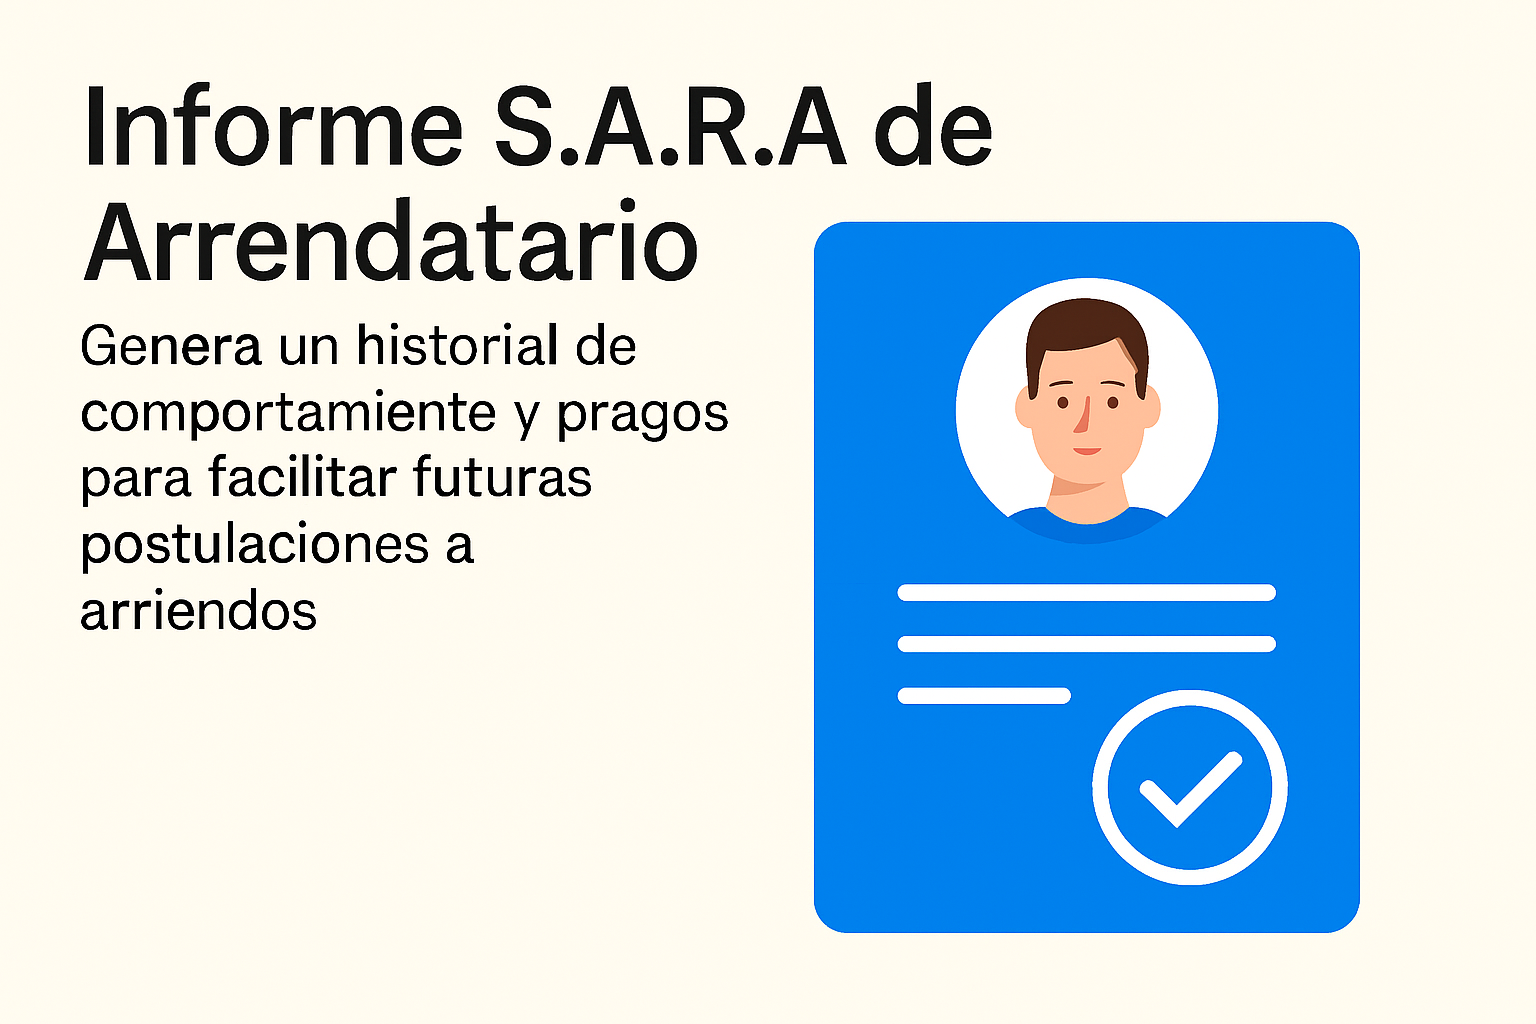 Informe S.A.R.A de
Arrendatario
Genera un historial de
comportamiente y pragos
para facilitar futuras
postulaciones a
arriendos